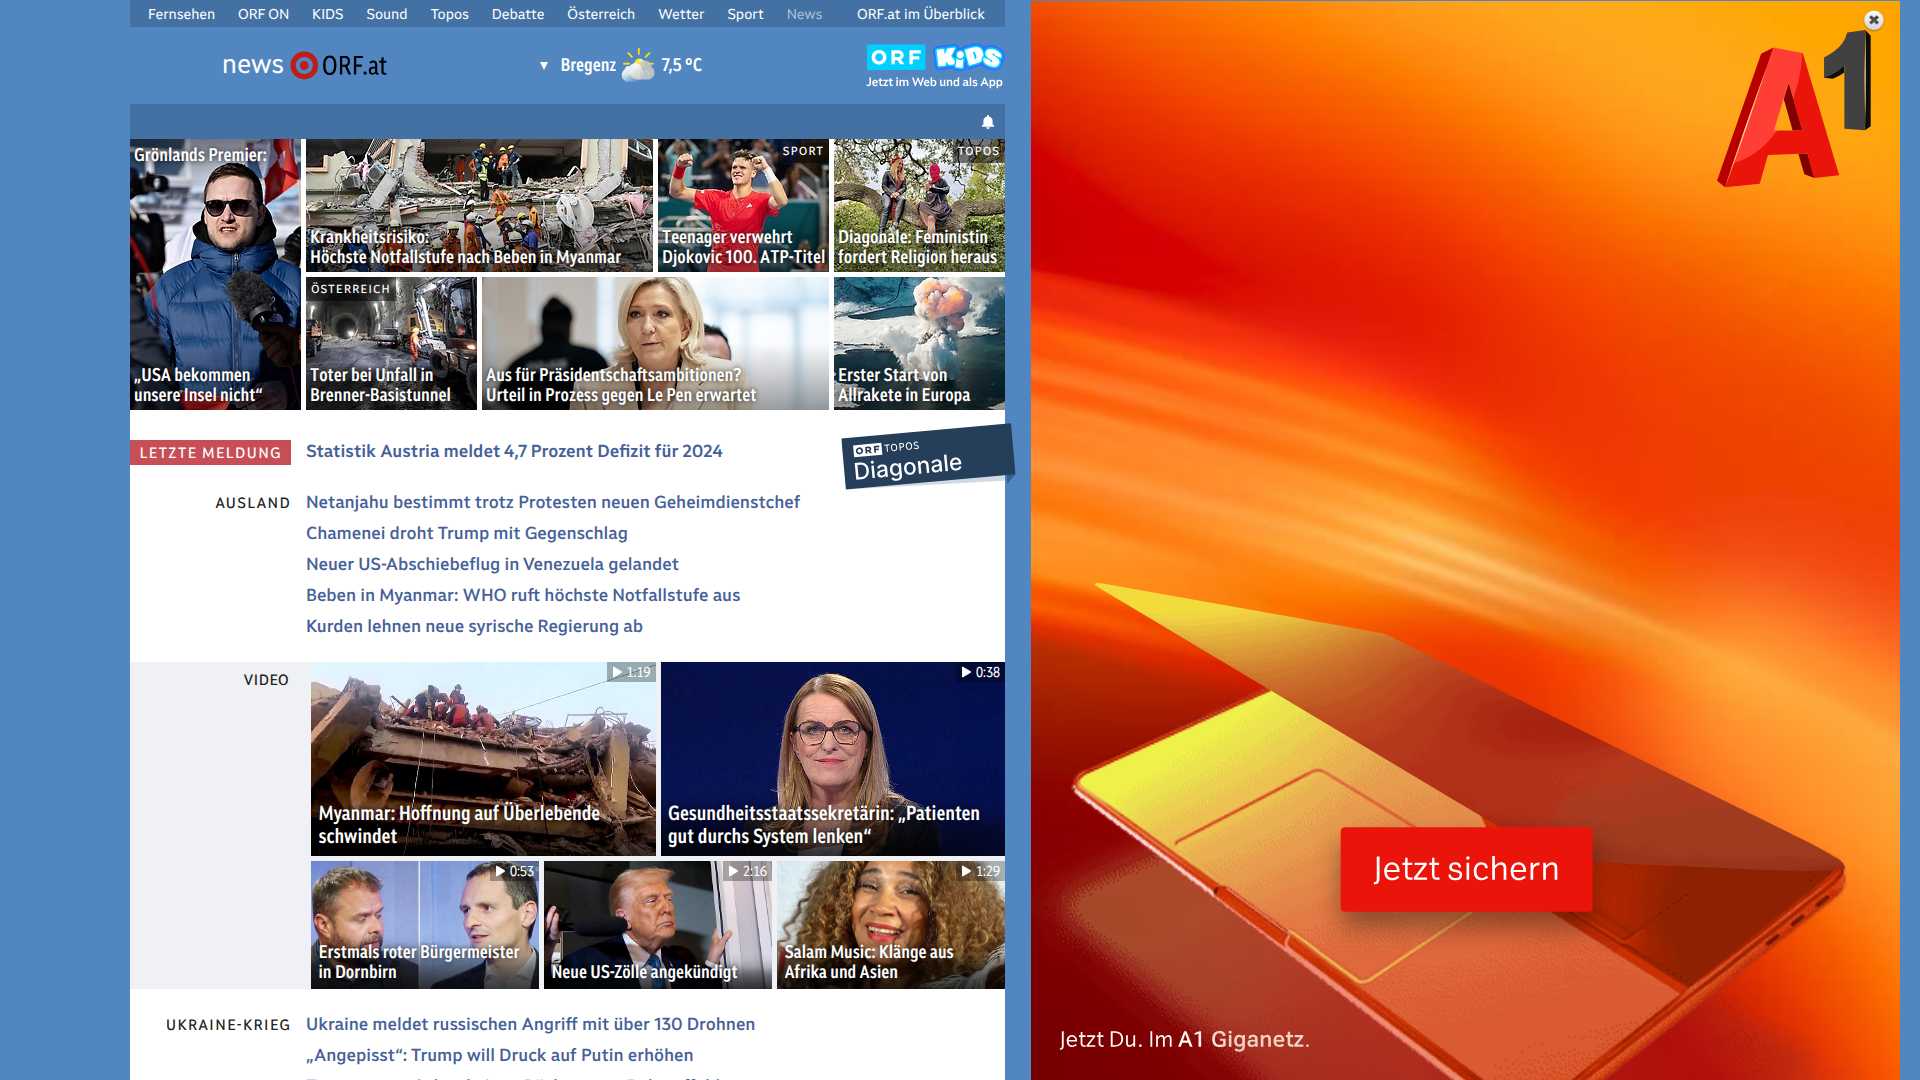 Fernsehen ORF ON KIDS Sound Topos Debatte Österreich Wetter Sport News ORF.at im Überblick
news ORF.at
Bregenz 7,5 °C
ORF KiDS
Jetzt im Web und als App
Grönlands Premier:
„USA bekommen
unsere Insel nicht“
Krankheitsrisiko:
Höchste Notfallstufe nach Beben in Myanmar
SPORT
Teenager verwehrt
Djokovic 100. ATP-Titel
TOPOS
Diagonale: Feministin
fordert Religion heraus
ÖSTERREICH
Toter bei Unfall in
Brenner-Basistunnel
Aus für Präsidentschaftsambitionen?
Urteil in Prozess gegen Le Pen erwartet
Erster Start von
Allrakete in Europa
LETZTE MELDUNG
Statistik Austria meldet 4,7 Prozent Defizit für 2024
ORF TOPOS
Diagonale
AUSLAND
Netanjahu bestimmt trotz Protesten neuen Geheimdienstchef
Chamenei droht Trump mit Gegenschlag
Neuer US-Abschiebeflug in Venezuela gelandet
Beben in Myanmar: WHO ruft höchste Notfallstufe aus
Kurden lehnen neue syrische Regierung ab
VIDEO
1:19
Myanmar: Hoffnung auf Überlebende
schwindet
0:38
Gesundheitsstaatssekretärin: „Patienten
gut durchs System lenken“
0:53
Erstmals roter Bürgermeister
in Dornbirn
2:16
Neue US-Zölle angekündigt
1:29
Salam Music: Klänge aus
Afrika und Asien
UKRAINE-KRIEG
Ukraine meldet russischen Angriff mit über 130 Drohnen
„Angepisst“: Trump will Druck auf Putin erhöhen
A1
Jetzt sichern
Jetzt Du. Im A1 Giganetz.